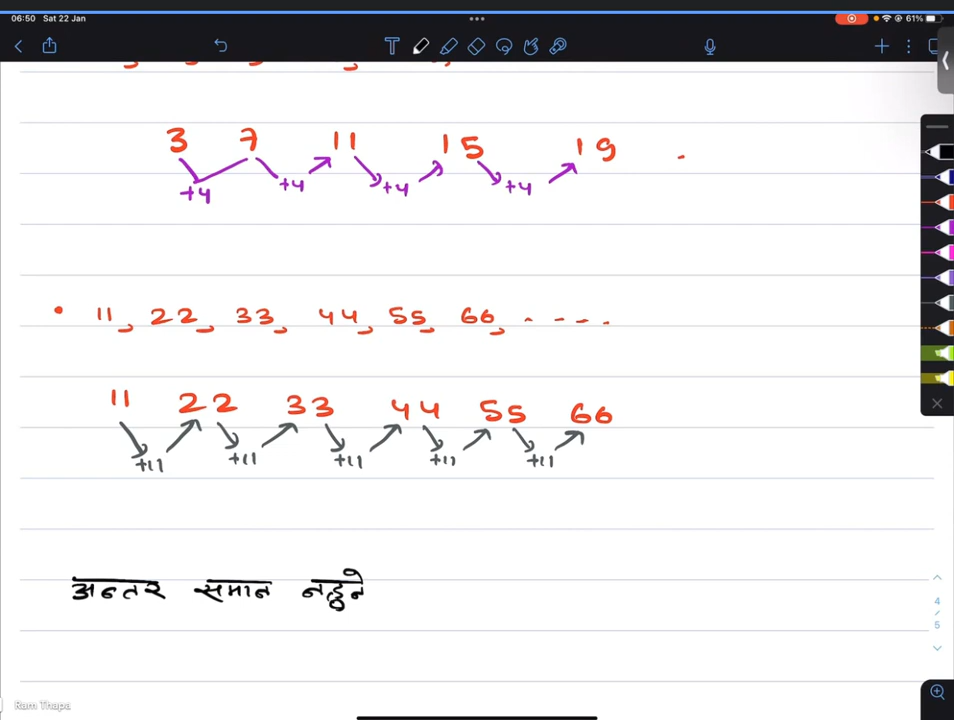 06:50 Sat 22 Jan
61%
3 7 11 15 19 .
+4 +4 +4 +4
• 11, 22, 33, 44, 55, 66, - - - .
11 22 33 44 55 66
+11 +11 +11 +11 +11
अन्तर समान नहुने
4
/
5
Ram Thapa